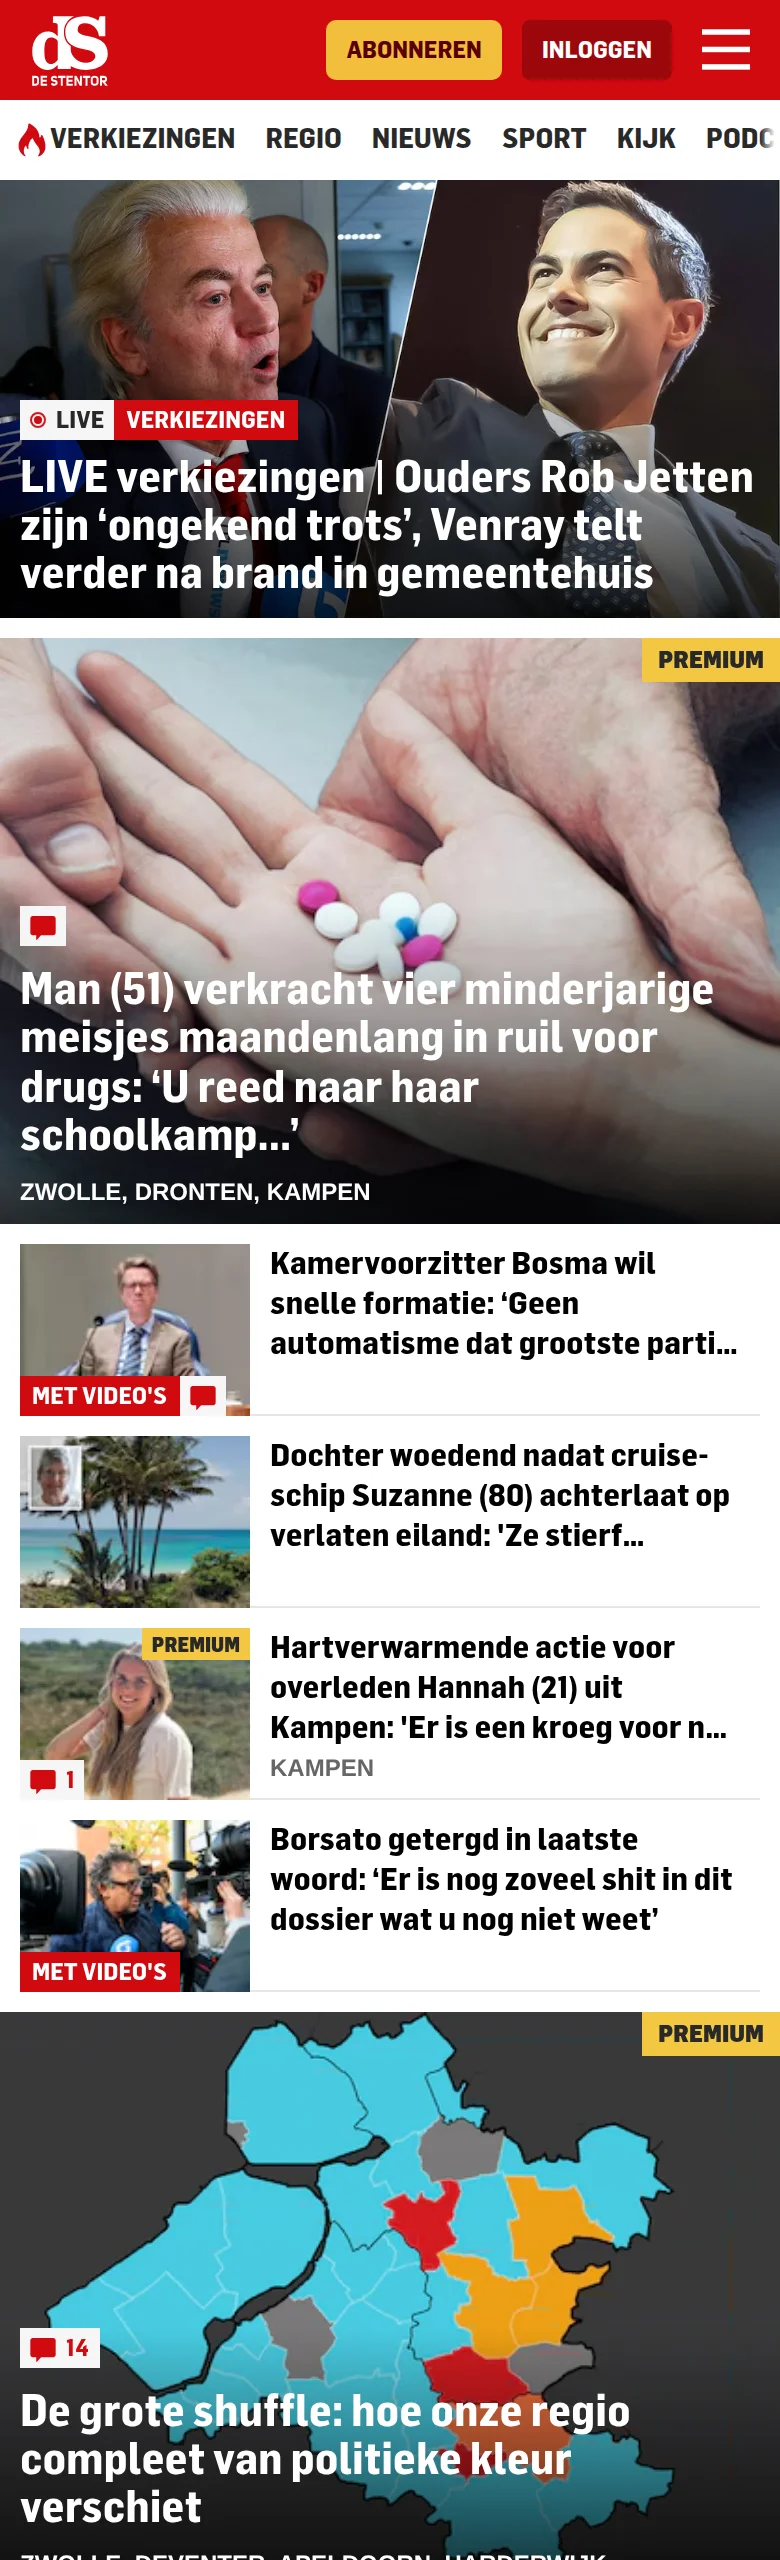 dS
DE STENTOR
ABONNEREN
INLOGGEN
VERKIEZINGEN REGIO NIEUWS SPORT KIJK PODC
LIVE VERKIEZINGEN
LIVE verkiezingen | Ouders Rob Jetten
zijn ‘ongekend trots’, Venray telt
verder na brand in gemeentehuis
PREMIUM
Man (51) verkracht vier minderjarige
meisjes maandenlang in ruil voor
drugs: ‘U reed naar haar
schoolkamp...’
ZWOLLE, DRONTEN, KAMPEN
Kamervoorzitter Bosma wil
snelle formatie: ‘Geen
automatisme dat grootste parti...
MET VIDEO'S
Dochter woedend nadat cruise-
schip Suzanne (80) achterlaat op
verlaten eiland: 'Ze stierf...
PREMIUM
Hartverwarmende actie voor
overleden Hannah (21) uit
Kampen: 'Er is een kroeg voor n...
KAMPEN
1
Borsato getergd in laatste
woord: ‘Er is nog zoveel shit in dit
dossier wat u nog niet weet’
MET VIDEO'S
PREMIUM
14
De grote shuffle: hoe onze regio
compleet van politieke kleur
verschiet
ZWOLLE, DEVENTER, APELDOORN, HARDERWIJK